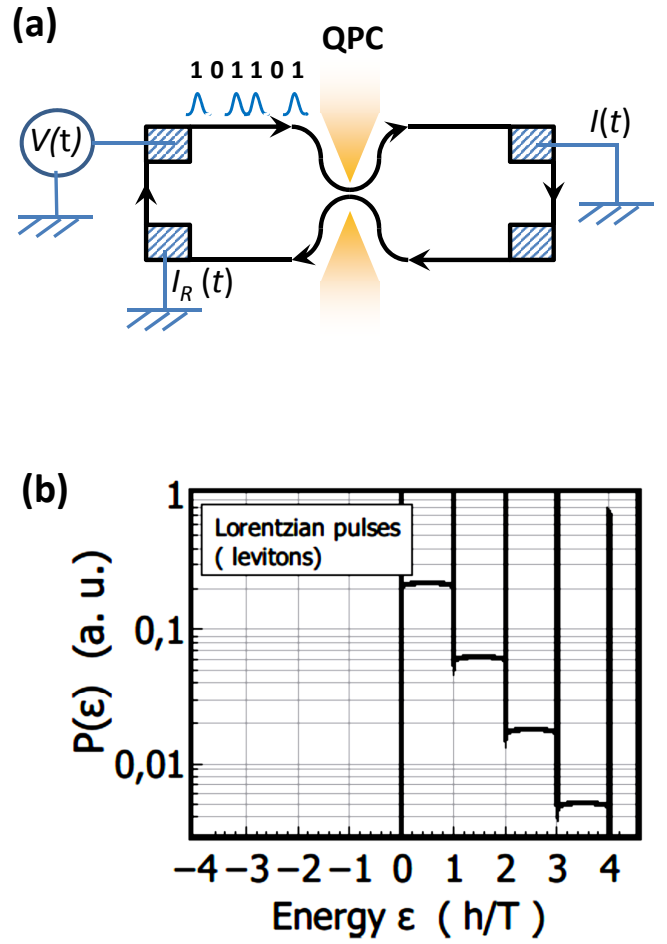 (a)
QPC
1 0 1 1 0 1
V(t)
I(t)
I_R (t)
(b)
1
0,1
0,01
P(ε) (a. u.)
Lorentzian pulses
( levitons)
−4 −3 −2 −1 0 1 2 3 4
Energy ε ( h/T )